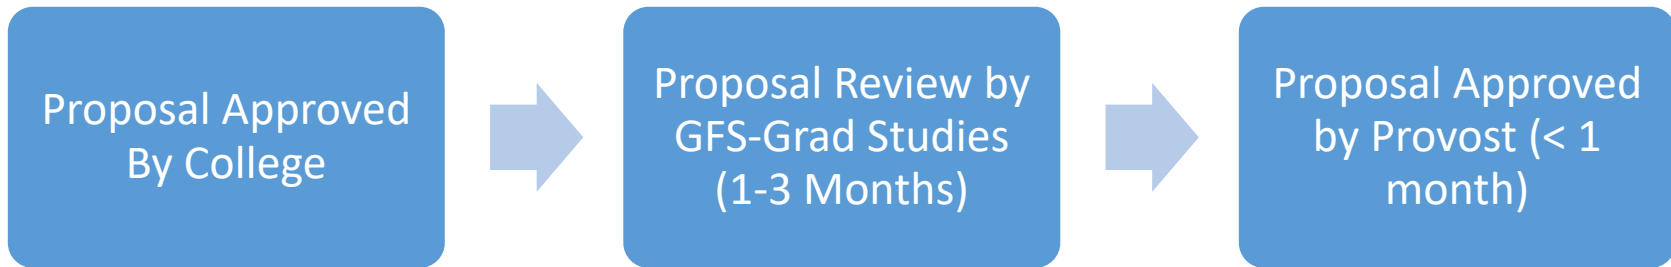 Proposal Approved
By College
Proposal Review by
GFS-Grad Studies
(1-3 Months)
Proposal Approved
by Provost (< 1
month)